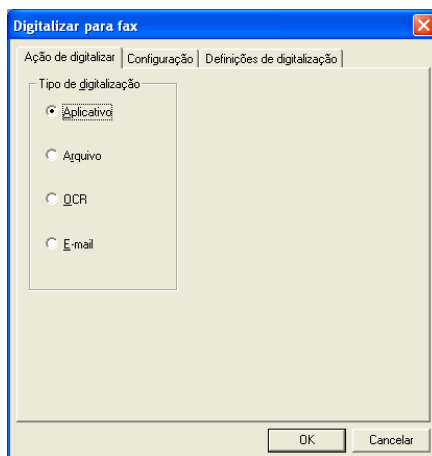 Digitalizar para fax
Ação de digitalizar Configuração Definições de digitalização
Tipo de digitalização
Aplicativo
Arquivo
OCR
E-mail
OK Cancelar